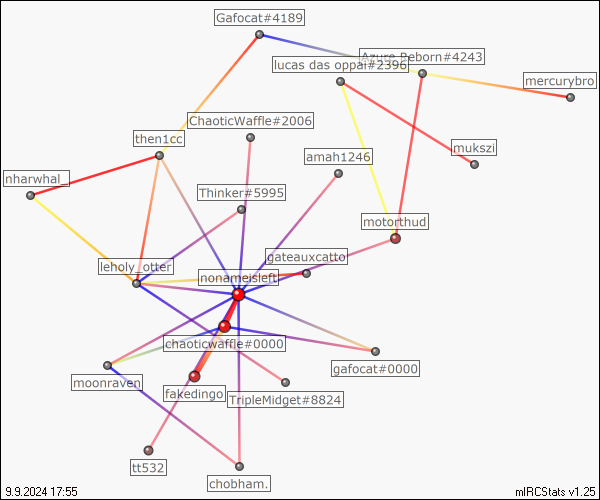 Gafocat#4189
Azure Reborn#4243
lucas das oppai#2396
mercurybro
ChaoticWaffle#2006
then1cc
mukszi
amah1246
nharwhal_
Thinker#5995
motorthud
gateauxcatto
leholy_otter
nonameisleft
chaoticwaffle#0000
gafocat#0000
moonraven
fakedingo
TripleMidget#8824
tt532
chobham.
9.9.2024 17:55
mIRCStats v1.25